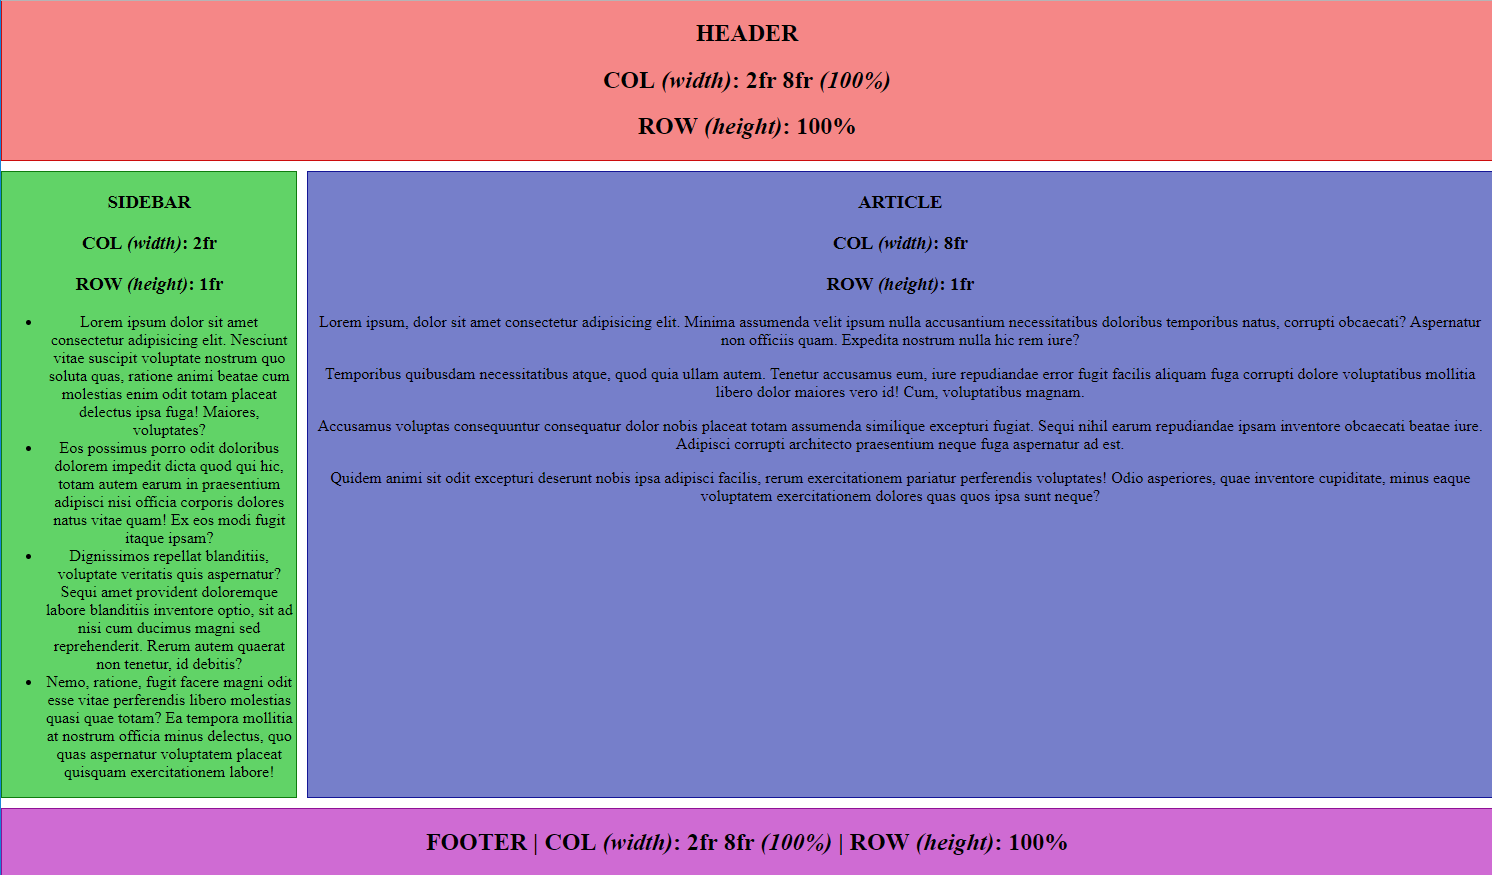 HEADER
COL (width): 2fr 8fr (100%)
ROW (height): 100%
SIDEBAR
COL (width): 2fr
ROW (height): 1fr
• Lorem ipsum dolor sit amet
consectetur adipisicing elit. Nesciunt
vitae suscipit voluptate nostrum quo
soluta quas, ratione animi beatae cum
molestias enim odit totam placeat
delectus ipsa fuga! Maiores,
voluptates?
• Eos possimus porro odit doloribus
dolorem impedit dicta quod qui hic,
totam autem earum in praesentium
adipisci nisi officia corporis dolores
natus vitae quam! Ex eos modi fugit
itaque ipsam?
• Dignissimos repellat blanditiis,
voluptate veritatis quis aspernatur?
Sequi amet provident doloremque
labore blanditiis inventore optio, sit ad
nisi cum ducimus magni sed
reprehenderit. Rerum autem quaerat
non tenetur, id debitis?
• Nemo, ratione, fugit facere magni odit
esse vitae perferendis libero molestias
quasi quae totam? Ea tempora mollitia
at nostrum officia minus delectus, quo
quas aspernatur voluptatem placeat
quisquam exercitationem labore!
ARTICLE
COL (width): 8fr
ROW (height): 1fr
Lorem ipsum, dolor sit amet consectetur adipisicing elit. Minima assumenda velit ipsum nulla accusantium necessitatibus doloribus temporibus natus, corrupti obcaecati? Aspernatur
non officiis quam. Expedita nostrum nulla hic rem iure?
Temporibus quibusdam necessitatibus atque, quod quia ullam autem. Tenetur accusamus eum, iure repudiandae error fugit facilis aliquam fuga corrupti dolore voluptatibus mollitia
libero dolor maiores vero id! Cum, voluptatibus magnam.
Accusamus voluptas consequuntur consequatur dolor nobis placeat totam assumenda similique excepturi fugiat. Sequi nihil earum repudiandae ipsam inventore obcaecati beatae iure.
Adipisci corrupti architecto praesentium neque fuga aspernatur ad est.
Quidem animi sit odit excepturi deserunt nobis ipsa adipisci facilis, rerum exercitationem pariatur perferendis voluptates! Odio asperiores, quae inventore cupiditate, minus eaque
voluptatem exercitationem dolores quas quos ipsa sunt neque?
FOOTER | COL (width): 2fr 8fr (100%) | ROW (height): 100%